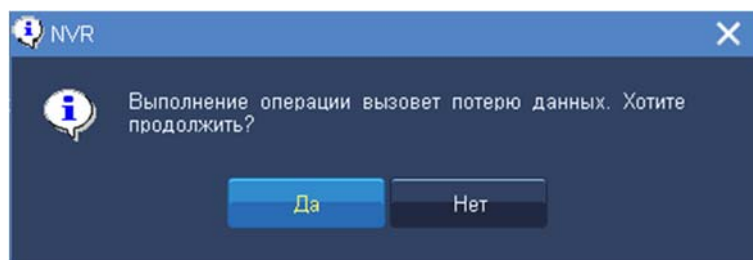 NVR
Выполнение операции вызовет потерю данных. Хотите
продолжить?
Да
Нет